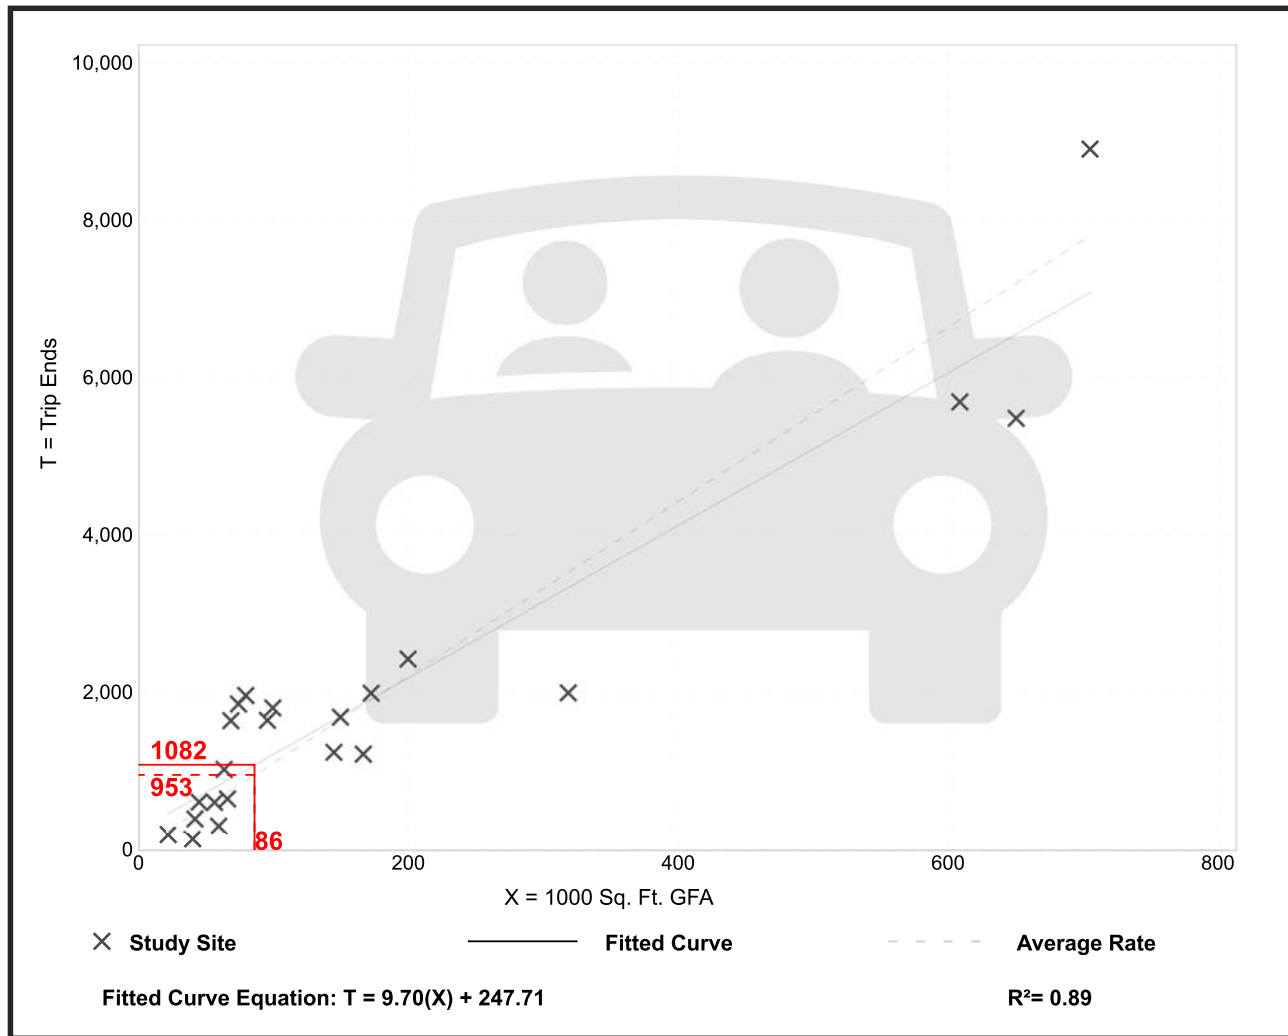 10,000
8,000
6,000
4,000
2,000
0
T = Trip Ends
1082
953
86
0 200 400 600 800
X = 1000 Sq. Ft. GFA
Study Site Fitted Curve Average Rate
Fitted Curve Equation: T = 9.70(X) + 247.71 R²= 0.89